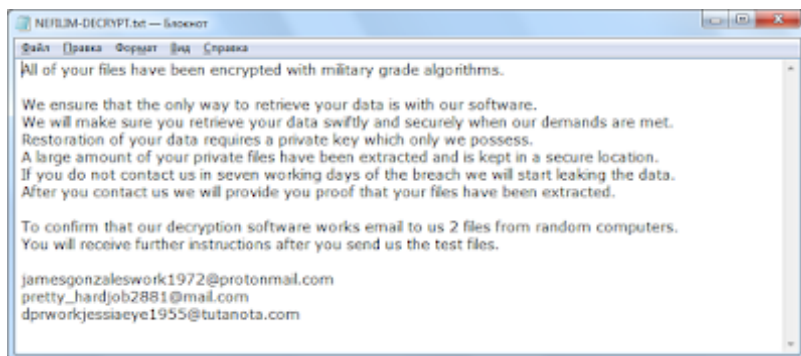 NEFILIM-DECRYPT.txt — Блокнот
Файл Правка Формат Вид Справка
All of your files have been encrypted with military grade algorithms.
We ensure that the only way to retrieve your data is with our software.
We will make sure you retrieve your data swiftly and securely when our demands are met.
Restoration of your data requires a private key which only we possess.
A large amount of your private files have been extracted and is kept in a secure location.
If you do not contact us in seven working days of the breach we will start leaking the data.
After you contact us we will provide you proof that your files have been extracted.
To confirm that our decryption software works email to us 2 files from random computers.
You will receive further instructions after you send us the test files.
jamesgonzaleswork1972@protonmail.com
pretty_hardjob2881@mail.com
dprworkjessiaeye1955@tutanota.com